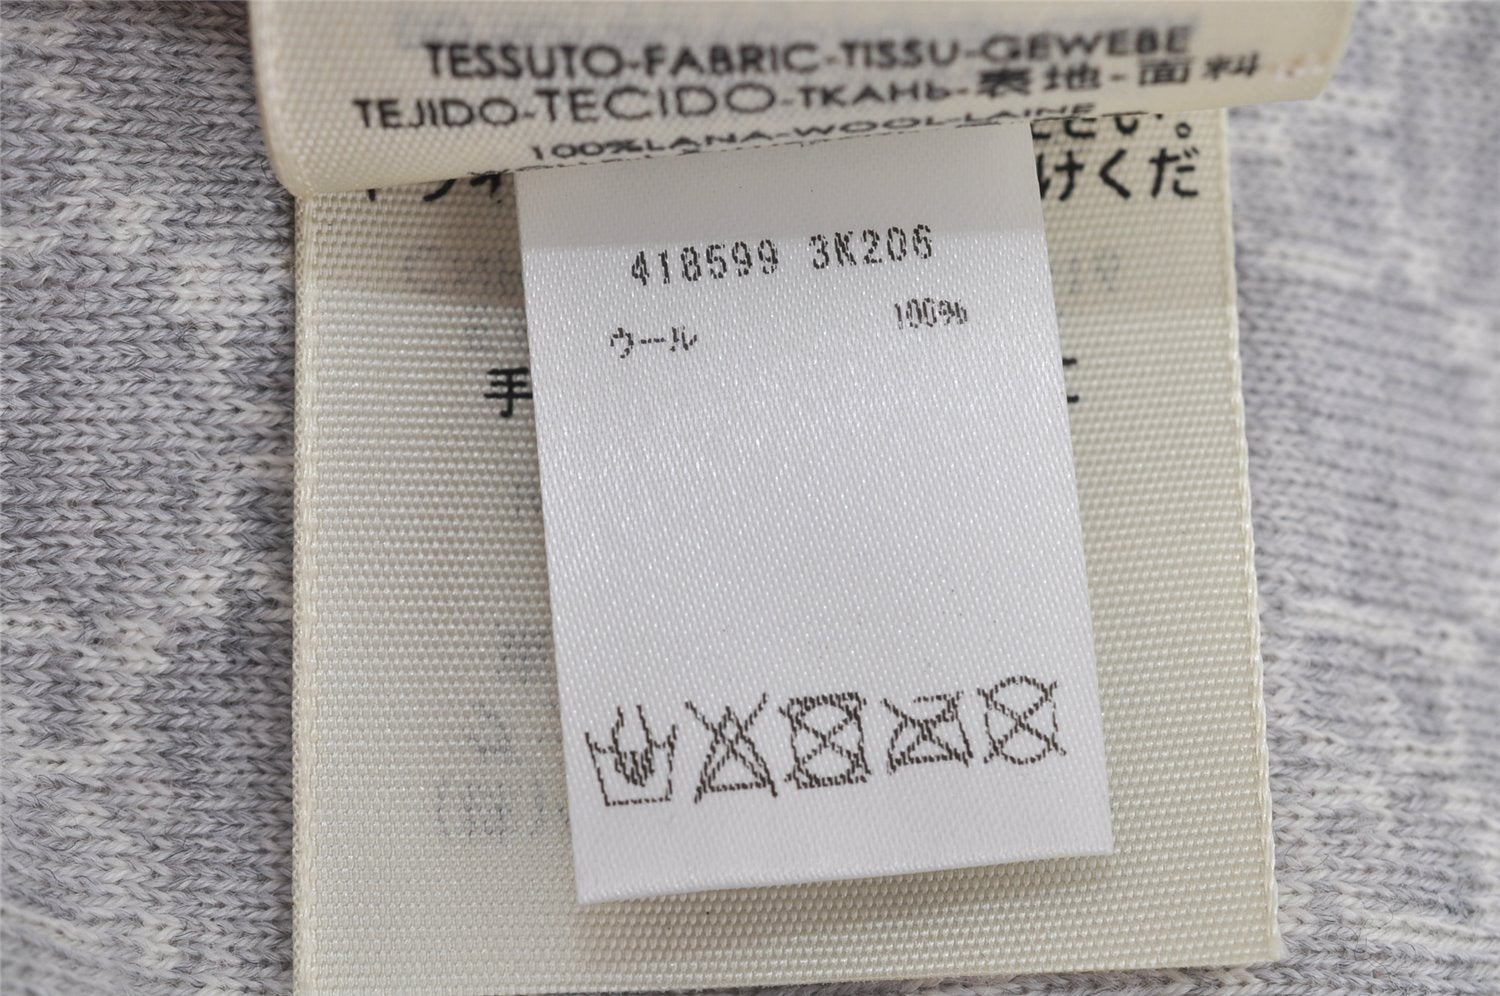 TESSUTO-FABRIC-TISSU-GEWEBE
TEJIDO-TECIDO-ТКАНЬ-表地-面料
100%LANA-WOOL-LAINE
けくだ
418599 3K206
ウール 100%
手